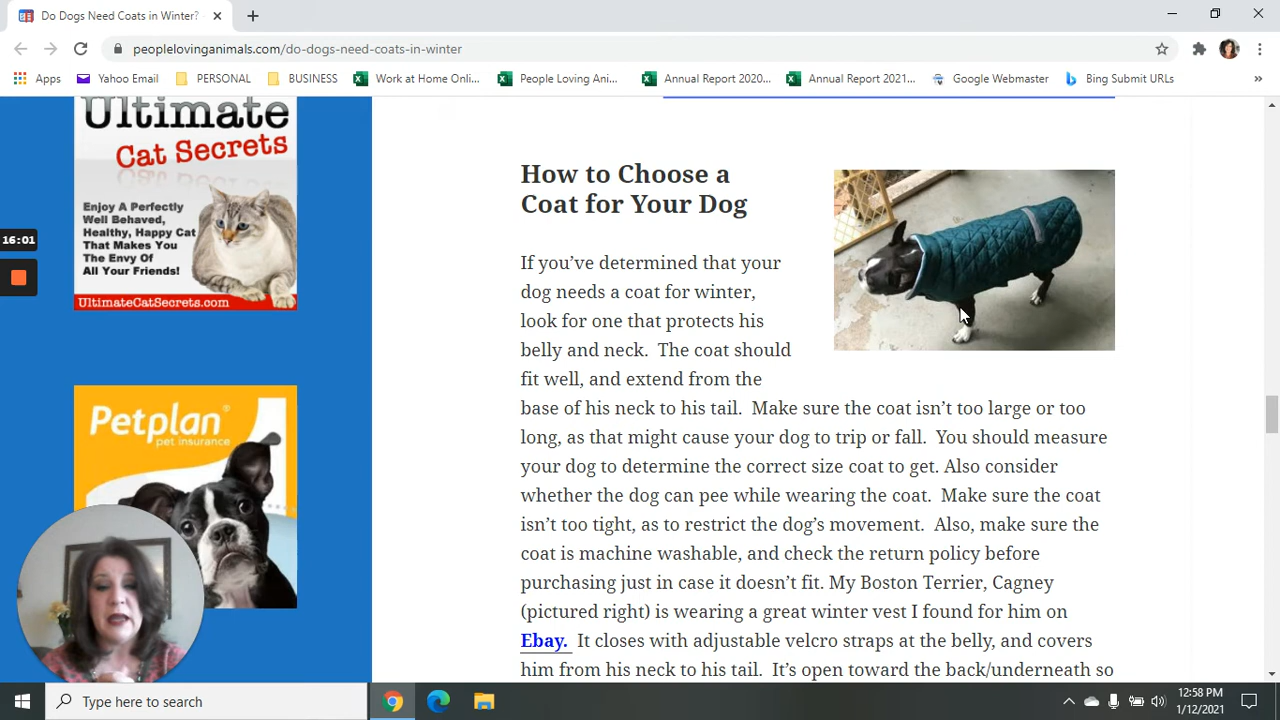 Do Dogs Need Coats in Winter?
peoplelovinganimals.com/do-dogs-need-coats-in-winter
Apps
Yahoo Email
PERSONAL
BUSINESS
Work at Home Onli...
People Loving Ani...
Annual Report 2020...
Annual Report 2021...
Google Webmaster
Bing Submit URLs
»
16:01
Ultimate
Cat Secrets
Enjoy A Perfectly
Well Behaved,
Healthy, Happy Cat
That Makes You
The Envy Of
All Your Friends!
UltimateCatSecrets.com
Petplan®
pet insurance
How to Choose a
Coat for Your Dog
If you’ve determined that your
dog needs a coat for winter,
look for one that protects his
belly and neck.  The coat should
fit well, and extend from the
base of his neck to his tail.  Make sure the coat isn’t too large or too
long, as that might cause your dog to trip or fall.  You should measure
your dog to determine the correct size coat to get. Also consider
whether the dog can pee while wearing the coat.  Make sure the coat
isn’t too tight, as to restrict the dog’s movement.  Also, make sure the
coat is machine washable, and check the return policy before
purchasing just in case it doesn’t fit. My Boston Terrier, Cagney
(pictured right) is wearing a great winter vest I found for him on
Ebay.  It closes with adjustable velcro straps at the belly, and covers
him from his neck to his tail.  It’s open toward the back/underneath so
Type here to search
12:58 PM
1/12/2021